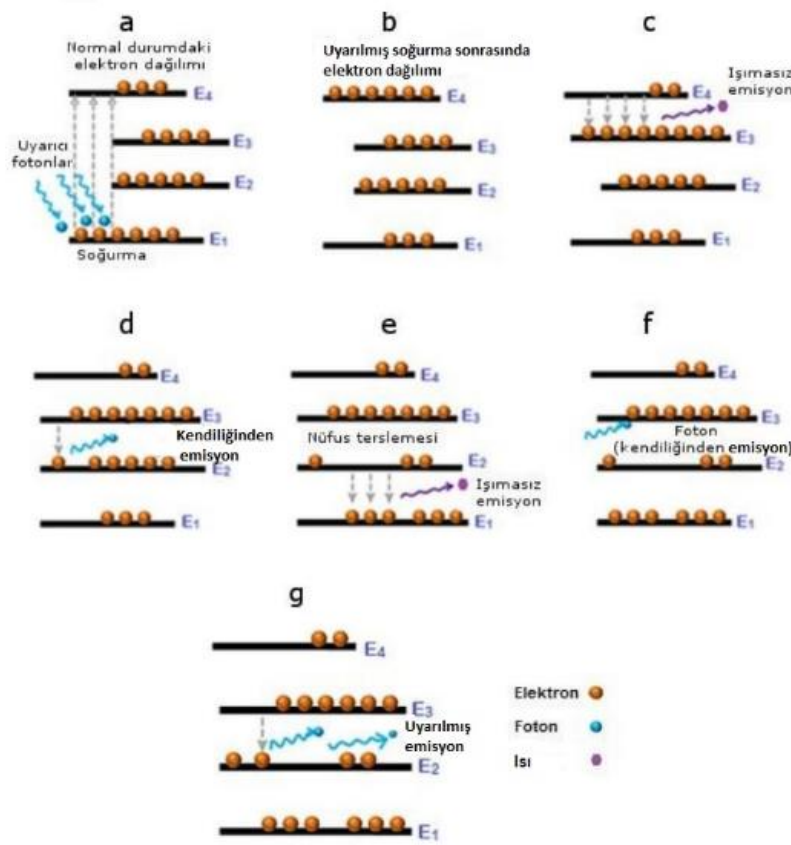 a
Normal durumdaki
elektron dağılımı
E4
E3
Uyarıcı
fotonlar
E2
E1
Soğurma
b
Uyarılmış soğurma sonrasında
elektron dağılımı
E4
E3
E2
E1
c
Işımasız
emisyon
E4
E3
E2
E1
d
E4
E3
Kendiliğinden
emisyon
E2
E1
e
E4
E3
Nüfus terslemesi
E2
Işımasız
emisyon
E1
f
E4
E3
Foton
(kendiliğinden emisyon)
E2
E1
g
E4
E3
Uyarılmış
emisyon
E2
E1
Elektron
Foton
Isı